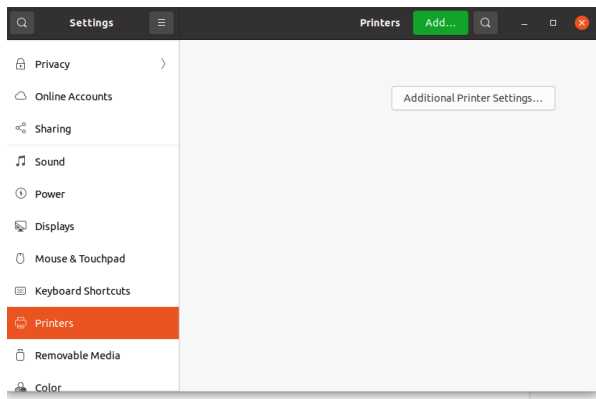 Settings
Printers
Add...
Privacy
Online Accounts
Sharing
Sound
Power
Displays
Mouse & Touchpad
Keyboard Shortcuts
Printers
Removable Media
Color
Additional Printer Settings...